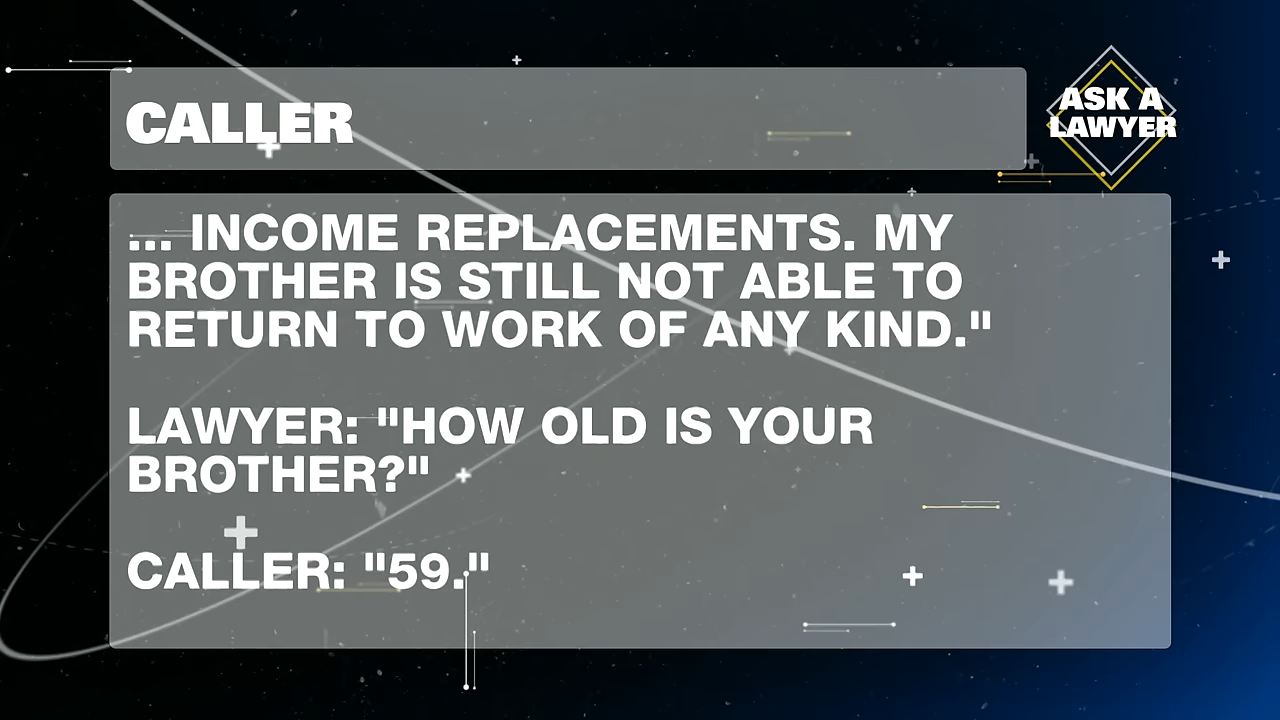 CALLER
ASK A
LAWYER
... INCOME REPLACEMENTS. MY
BROTHER IS STILL NOT ABLE TO
RETURN TO WORK OF ANY KIND."
LAWYER: "HOW OLD IS YOUR
BROTHER?"
CALLER: "59."